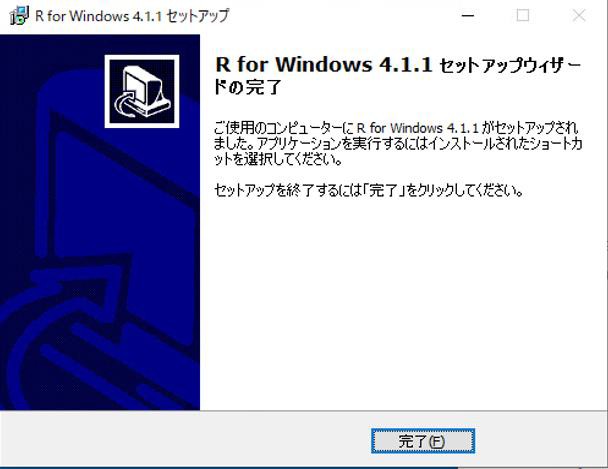 R for Windows 4.1.1 セットアップ
R for Windows 4.1.1 セットアップウィザー
ドの完了
ご使用のコンピューターに R for Windows 4.1.1 がセットアップされ
ました。アプリケーションを実行するにはインストールされたショートカ
ットを選択してください。
セットアップを終了するには「完了」をクリックしてください。
完了(F)